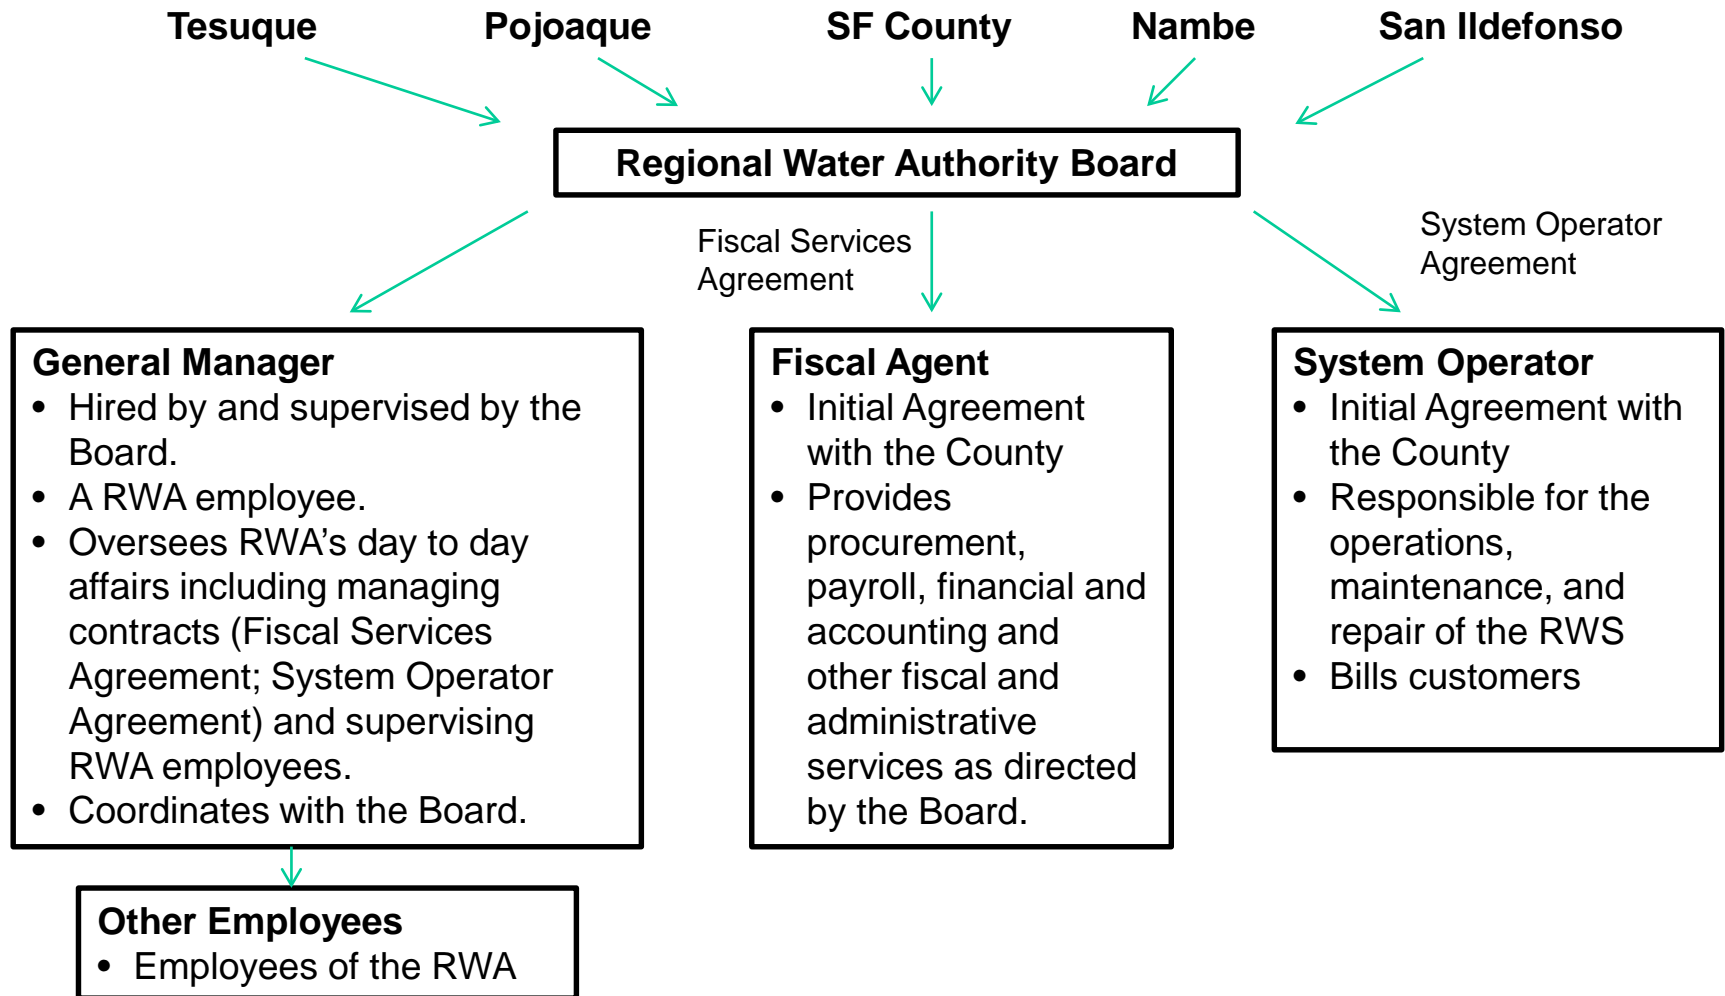 Tesuque
Pojoaque
SF County
Nambe
San Ildefonso
Regional Water Authority Board
Fiscal Services
Agreement
System Operator
Agreement
General Manager
• Hired by and supervised by the
Board.
• A RWA employee.
• Oversees RWA’s day to day
affairs including managing
contracts (Fiscal Services
Agreement; System Operator
Agreement) and supervising
RWA employees.
• Coordinates with the Board.
Fiscal Agent
• Initial Agreement
with the County
• Provides
procurement,
payroll, financial and
accounting and
other fiscal and
administrative
services as directed
by the Board.
System Operator
• Initial Agreement with
the County
• Responsible for the
operations,
maintenance, and
repair of the RWS
• Bills customers
Other Employees
• Employees of the RWA